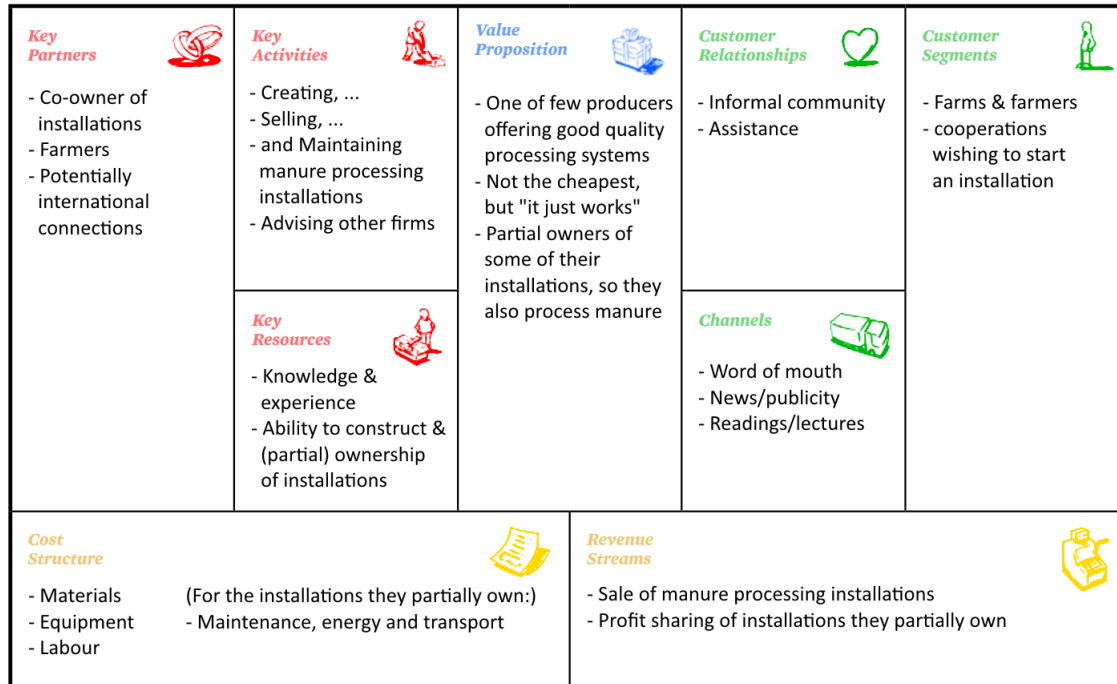 Key
Partners
- Co-owner of
installations
- Farmers
- Potentially
international
connections
Key
Activities
- Creating, ...
- Selling, ...
- and Maintaining
manure processing
installations
- Advising other firms
Key
Resources
- Knowledge &
experience
- Ability to construct &
(partial) ownership
of installations
Value
Proposition
- One of few producers
offering good quality
processing systems
- Not the cheapest,
but "it just works"
- Partial owners of
some of their
installations, so they
also process manure
Customer
Relationships
- Informal community
- Assistance
Channels
- Word of mouth
- News/publicity
- Readings/lectures
Customer
Segments
- Farms & farmers
- cooperations
wishing to start
an installation
Cost
Structure
- Materials
- Equipment
- Labour
(For the installations they partially own:)
- Maintenance, energy and transport
Revenue
Streams
- Sale of manure processing installations
- Profit sharing of installations they partially own